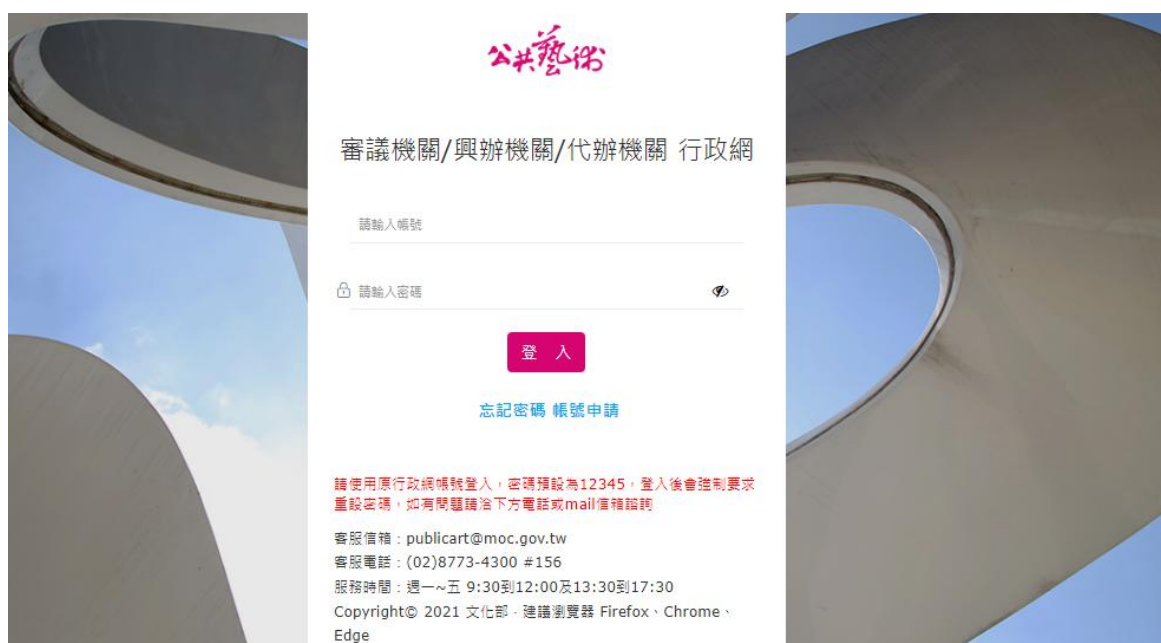 公共藝術
審議機關/興辦機關/代辦機關 行政網
請輸入帳號
請輸入密碼
登 入
忘記密碼 帳號申請
請使用原行政網帳號登入，密碼預設為12345，登入後會強制要求
重設密碼，如有問題請洽下方電話或mail信箱諮詢
客服信箱：publicart@moc.gov.tw
客服電話：(02)8773-4300 #156
服務時間：週一~五 9:30到12:00及13:30到17:30
Copyright© 2021 文化部．建議瀏覽器 Firefox、Chrome、
Edge